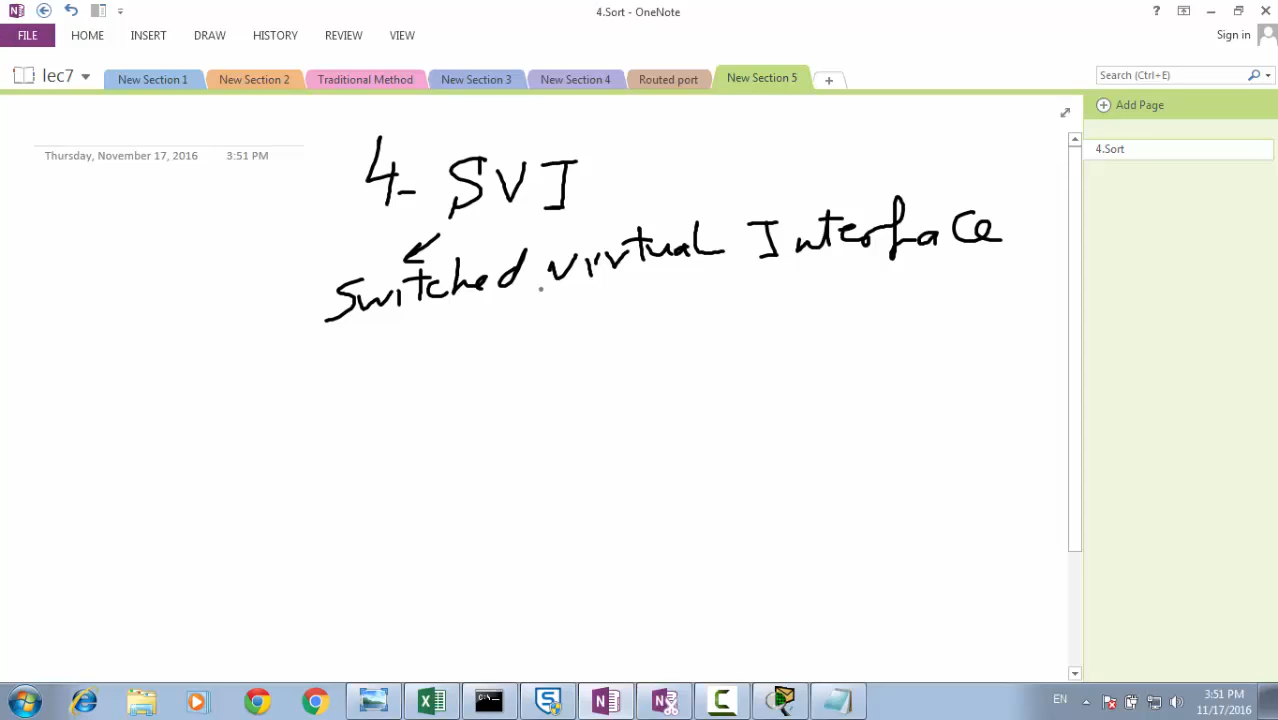 4.Sort - OneNote
FILE HOME INSERT DRAW HISTORY REVIEW VIEW
Sign in
lec7
New Section 1 New Section 2 Traditional Method New Section 3 New Section 4 Routed port New Section 5
Search (Ctrl+E)
Add Page
4.Sort
Thursday, November 17, 2016 3:51 PM
4- SVI
Switched virtual Interface
EN
3:51 PM
11/17/2016